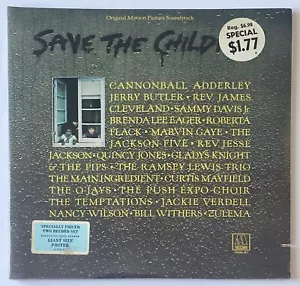 Original Motion Picture Soundtrack
SAVE THE CHILD
Reg. $6.98
SPECIAL
$1.77
CANNONBALL ADDERLEY
JERRY BUTLER • REV. JAMES
CLEVELAND • SAMMY DAVIS Jr.
BRENDA LEE EAGER • ROBERTA
FLACK • MARVIN GAYE • THE
JACKSON FIVE • REV JESSE
JACKSON • QUINCY JONES • GLADYS KNIGHT
& THE PIPS • THE RAMSEY LEWIS TRIO
THE MAIN INGREDIENT • CURTIS MAYFIELD
THE O'JAYS • THE PUSH EXPO CHOIR
THE TEMPTATIONS • JACKIE VERDELL
NANCY WILSON • BILL WITHERS • ZULEMA
SPECIALLY PRICED
TWO RECORD SET
GIANT SIZE
POSTER